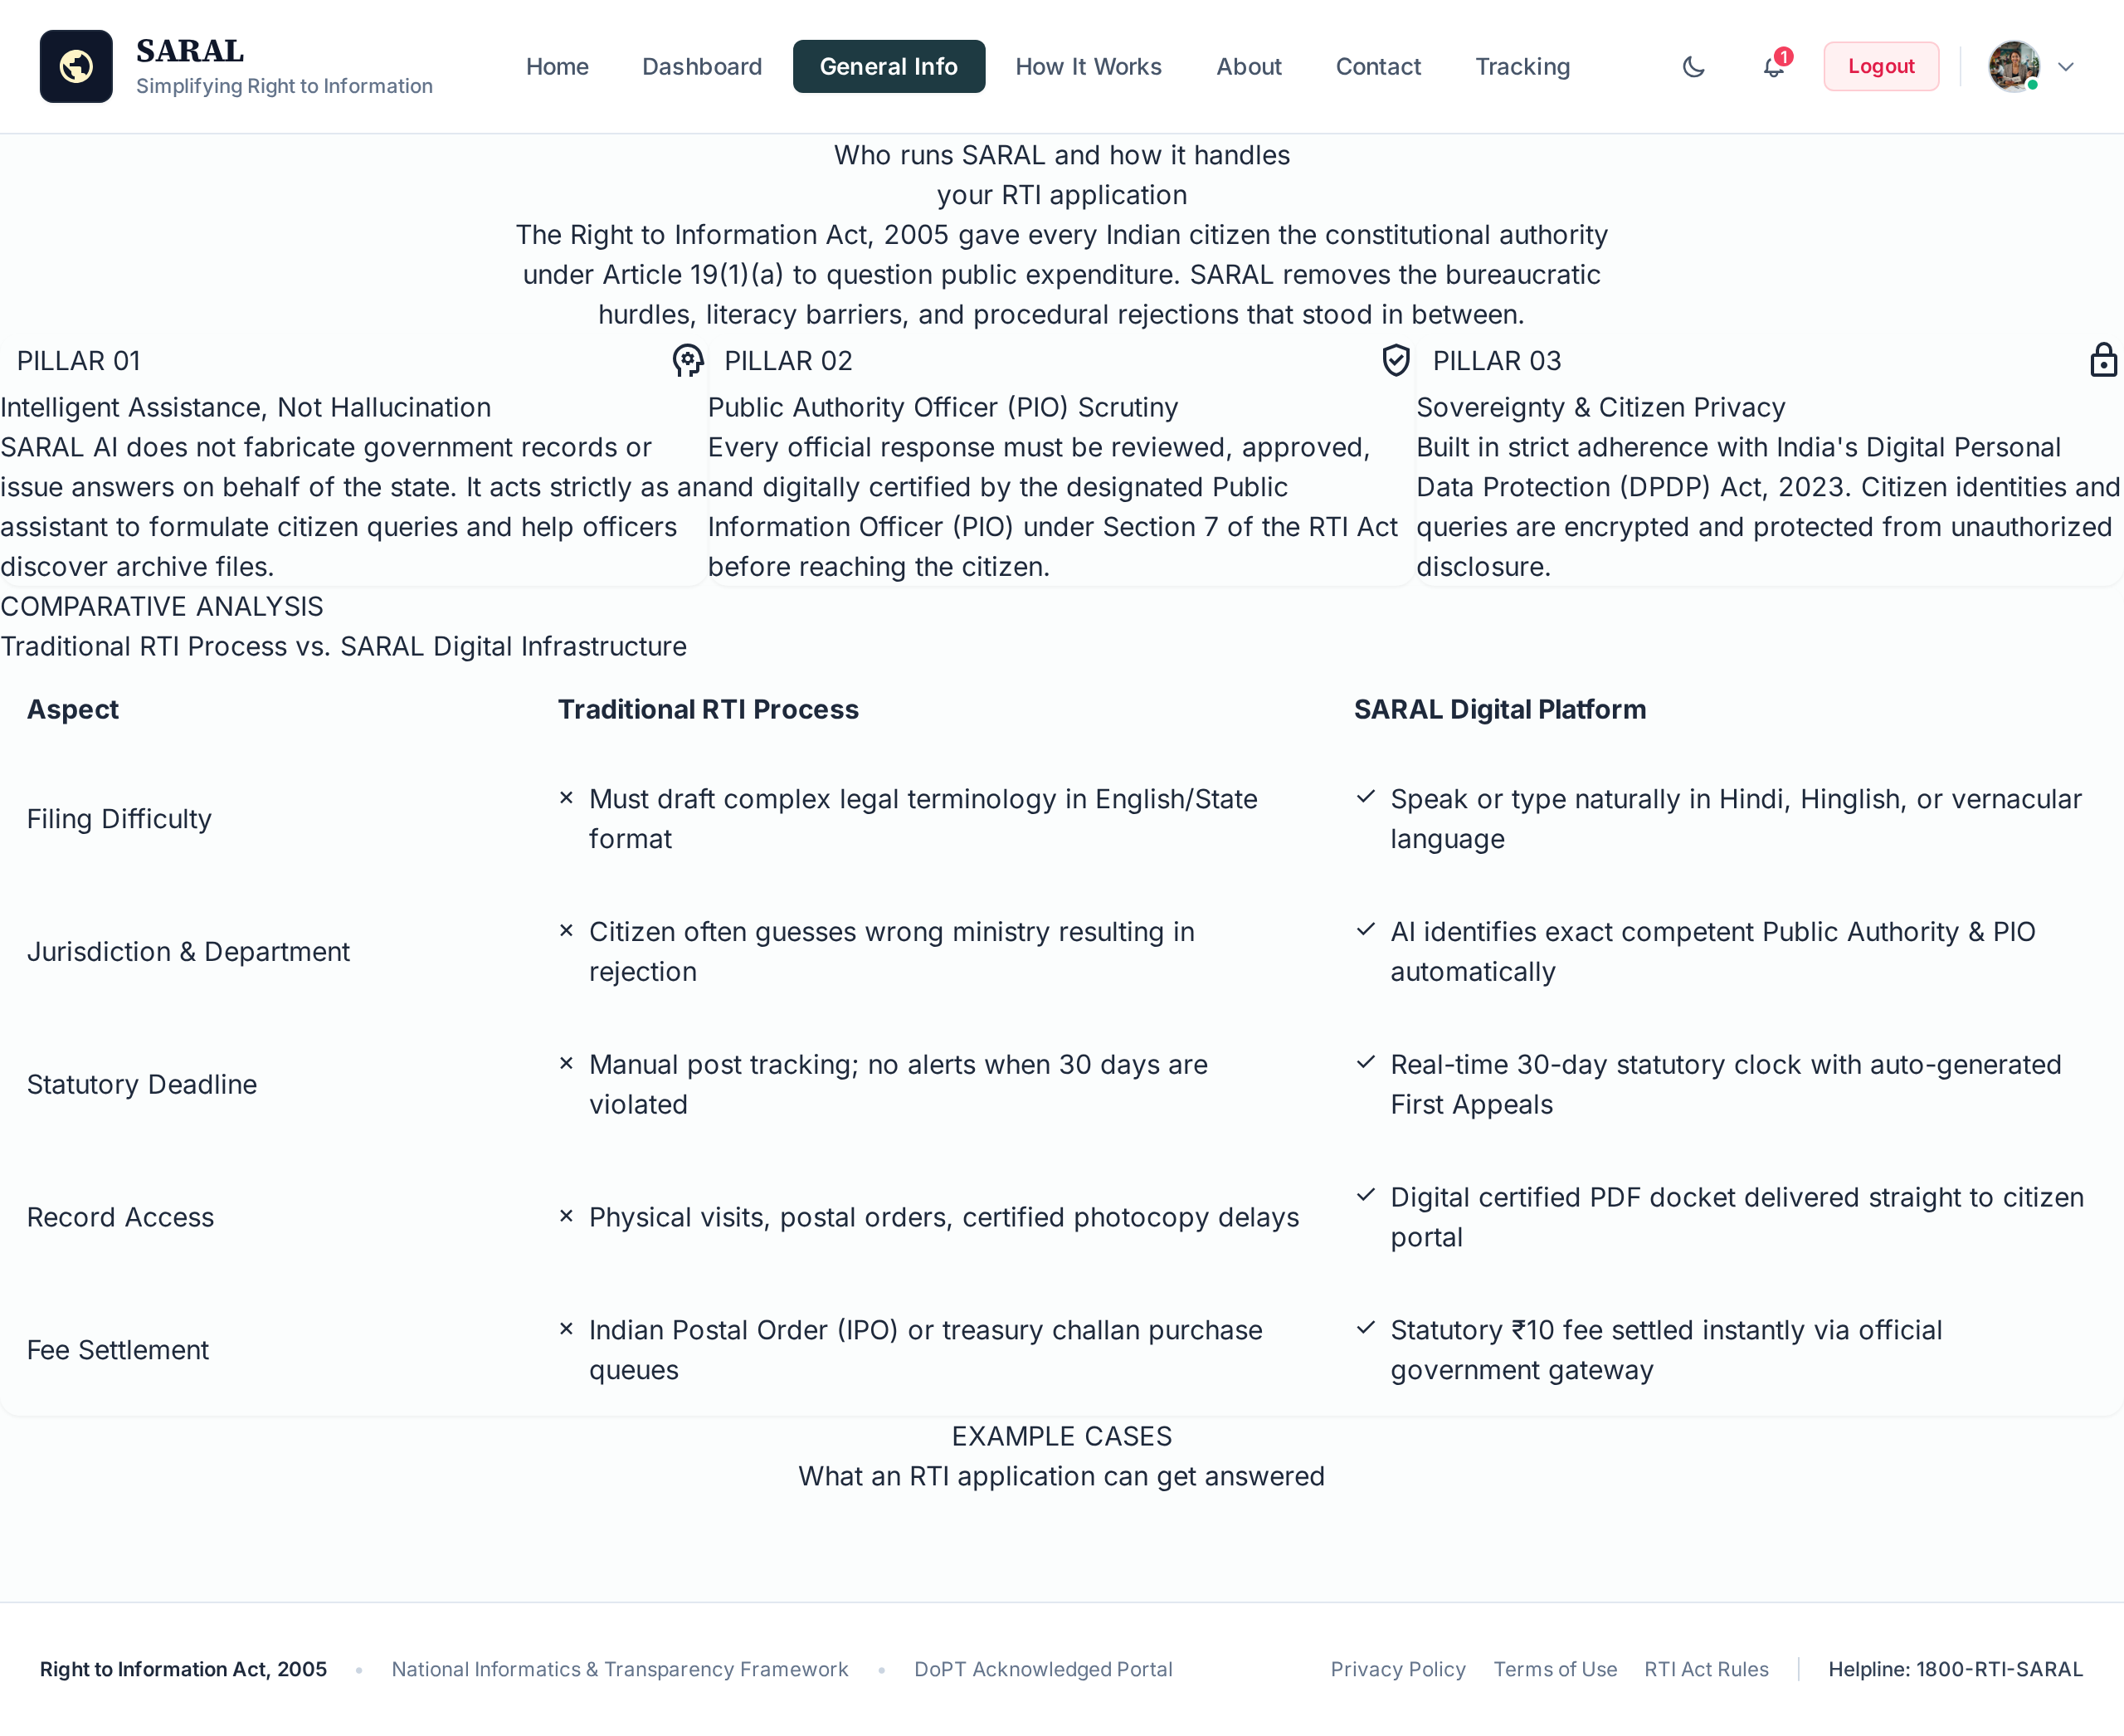 SARAL
Simplifying Right to Information
Home
Dashboard
General Info
How It Works
About
Contact
Tracking
1
Logout
Who runs SARAL and how it handles
your RTI application
The Right to Information Act, 2005 gave every Indian citizen the constitutional authority
under Article 19(1)(a) to question public expenditure. SARAL removes the bureaucratic
hurdles, literacy barriers, and procedural rejections that stood in between.
PILLAR 01
Intelligent Assistance, Not Hallucination
SARAL AI does not fabricate government records or
issue answers on behalf of the state. It acts strictly as an
assistant to formulate citizen queries and help officers
discover archive files.
PILLAR 02
Public Authority Officer (PIO) Scrutiny
Every official response must be reviewed, approved,
and digitally certified by the designated Public
Information Officer (PIO) under Section 7 of the RTI Act
before reaching the citizen.
PILLAR 03
Sovereignty & Citizen Privacy
Built in strict adherence with India's Digital Personal
Data Protection (DPDP) Act, 2023. Citizen identities and
queries are encrypted and protected from unauthorized
disclosure.
COMPARATIVE ANALYSIS
Traditional RTI Process vs. SARAL Digital Infrastructure
Aspect
Traditional RTI Process
SARAL Digital Platform
Filing Difficulty
× Must draft complex legal terminology in English/State
format
✓ Speak or type naturally in Hindi, Hinglish, or vernacular
language
Jurisdiction & Department
× Citizen often guesses wrong ministry resulting in
rejection
✓ AI identifies exact competent Public Authority & PIO
automatically
Statutory Deadline
× Manual post tracking; no alerts when 30 days are
violated
✓ Real-time 30-day statutory clock with auto-generated
First Appeals
Record Access
× Physical visits, postal orders, certified photocopy delays
✓ Digital certified PDF docket delivered straight to citizen
portal
Fee Settlement
× Indian Postal Order (IPO) or treasury challan purchase
queues
✓ Statutory ₹10 fee settled instantly via official
government gateway
EXAMPLE CASES
What an RTI application can get answered
Right to Information Act, 2005 • National Informatics & Transparency Framework • DoPT Acknowledged Portal
Privacy Policy
Terms of Use
RTI Act Rules
Helpline: 1800-RTI-SARAL